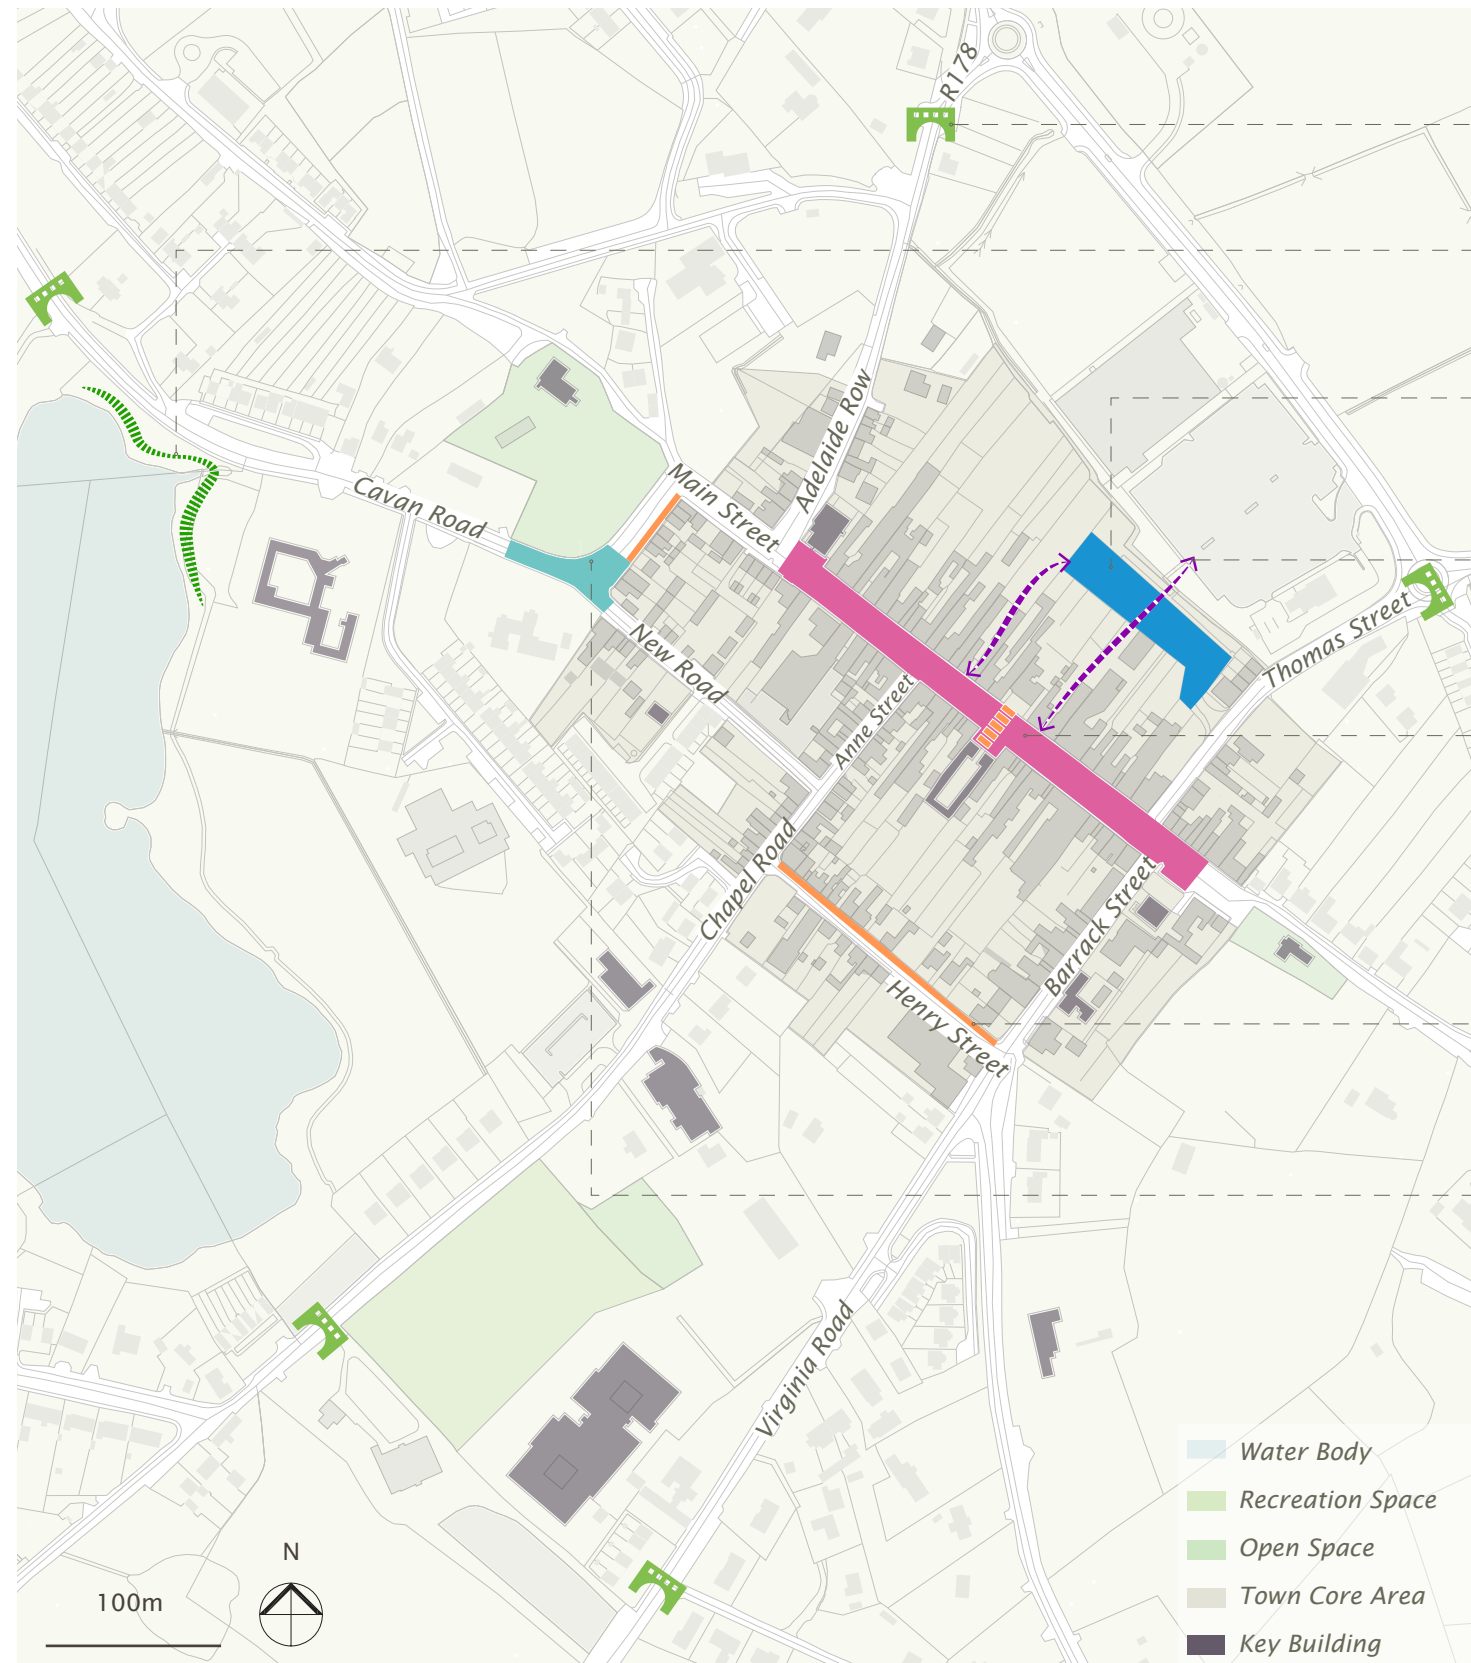 R178
Adelaide Row
Main Street
Cavan Road
New Road
Anne Street
Thomas Street
Chapel Road
Barrack Street
Henry Street
Virginia Road
N
100m
Water Body
Recreation Space
Open Space
Town Core Area
Key Building